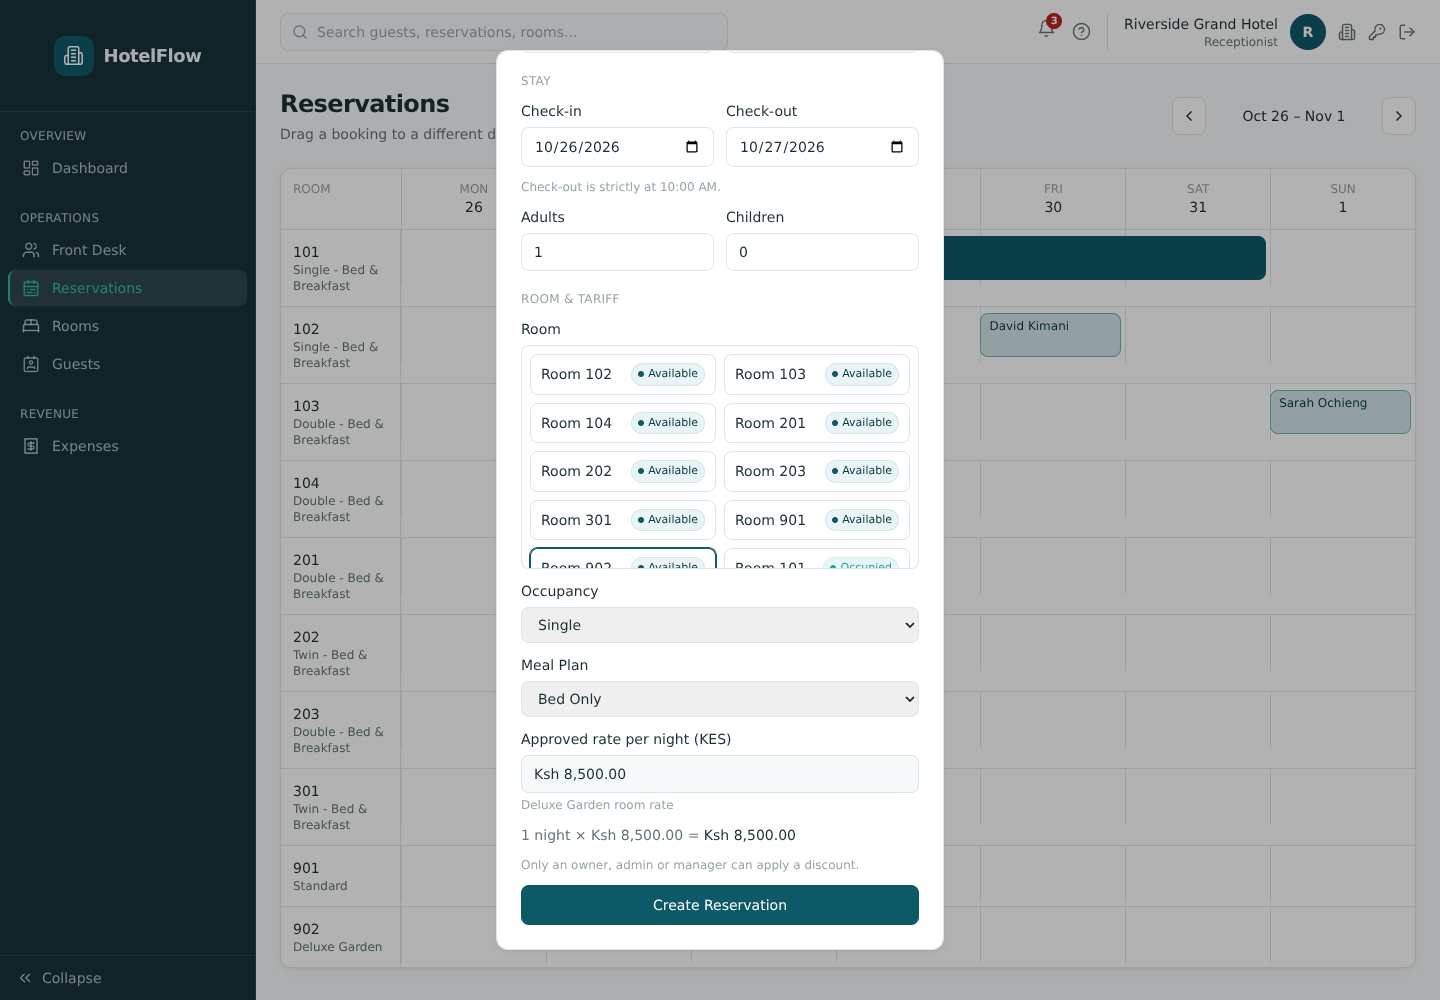 HotelFlow
OVERVIEW
Dashboard
OPERATIONS
Front Desk
Reservations
Rooms
Guests
REVENUE
Expenses
Collapse
Search guests, reservations, rooms...
3
Riverside Grand Hotel
Receptionist
R
Reservations
Drag a booking to a different d
Oct 26 – Nov 1
ROOM
MON
26
FRI
30
SAT
31
SUN
1
101
Single - Bed &
Breakfast
102
Single - Bed &
Breakfast
David Kimani
103
Double - Bed &
Breakfast
Sarah Ochieng
104
Double - Bed &
Breakfast
201
Double - Bed &
Breakfast
202
Twin - Bed &
Breakfast
203
Double - Bed &
Breakfast
301
Twin - Bed &
Breakfast
901
Standard
902
Deluxe Garden
STAY
Check-in
Check-out
10/26/2026
10/27/2026
Check-out is strictly at 10:00 AM.
Adults
Children
1
0
ROOM & TARIFF
Room
Room 102 Available
Room 103 Available
Room 104 Available
Room 201 Available
Room 202 Available
Room 203 Available
Room 301 Available
Room 901 Available
Room 902 Available
Room 101 Occupied
Occupancy
Single
Meal Plan
Bed Only
Approved rate per night (KES)
Ksh 8,500.00
Deluxe Garden room rate
1 night × Ksh 8,500.00 = Ksh 8,500.00
Only an owner, admin or manager can apply a discount.
Create Reservation